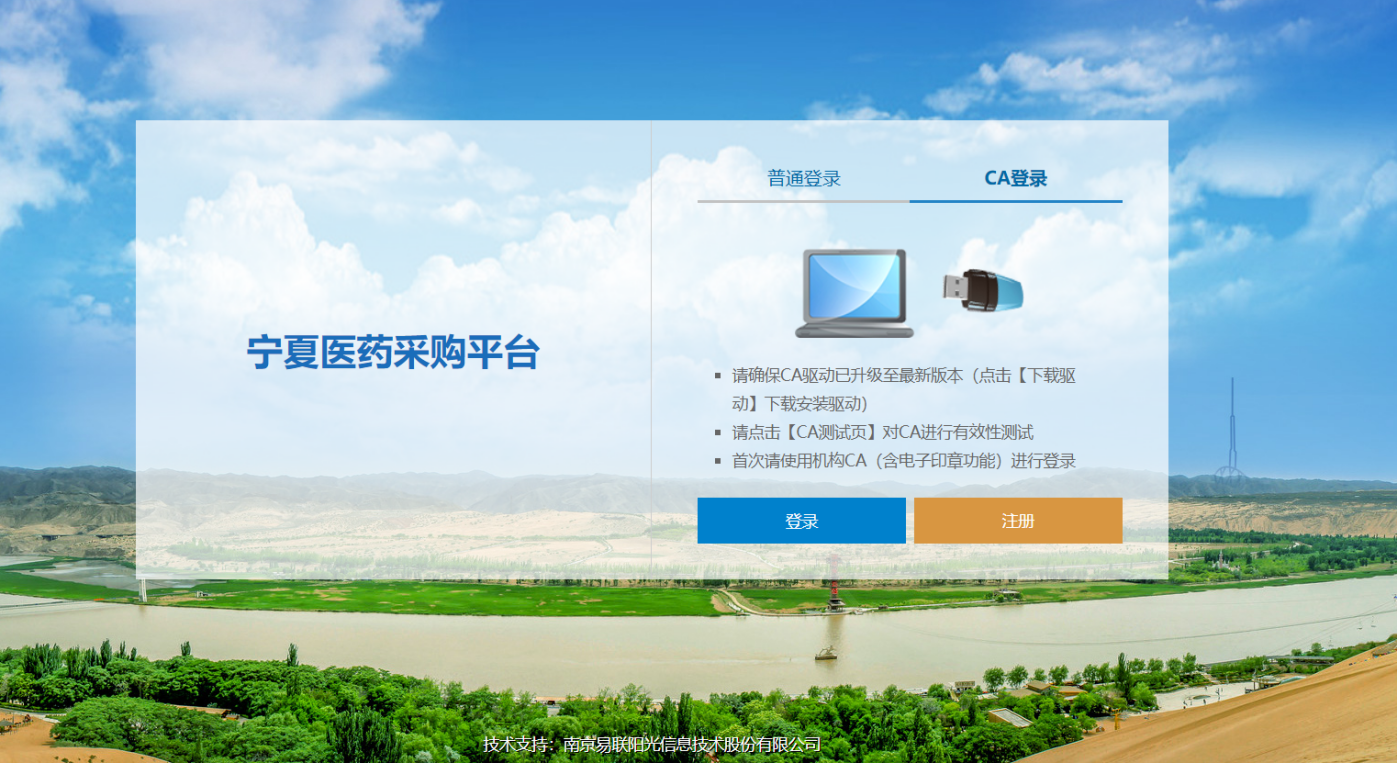 宁夏医药采购平台
普通登录
CA登录
请确保CA驱动已升级至最新版本（点击【下载驱
动】下载安装驱动）
请点击【CA测试页】对CA进行有效性测试
首次请使用机构CA（含电子印章功能）进行登录
登录
注册
技术支持：南京易联阳光信息技术股份有限公司